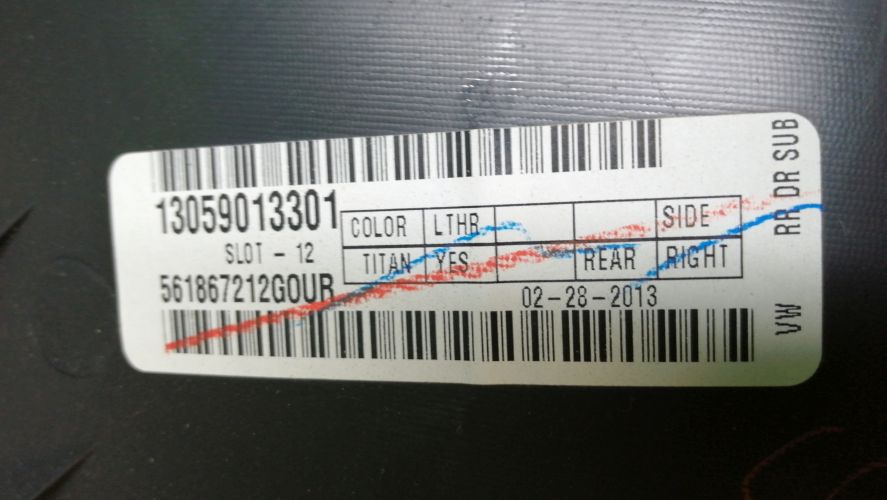 13059013301
SLOT - 12
561867212GOUR
COLOR LTHR SIDE
TITAN YES REAR RIGHT
02-28-2013
VW RR DR SUB